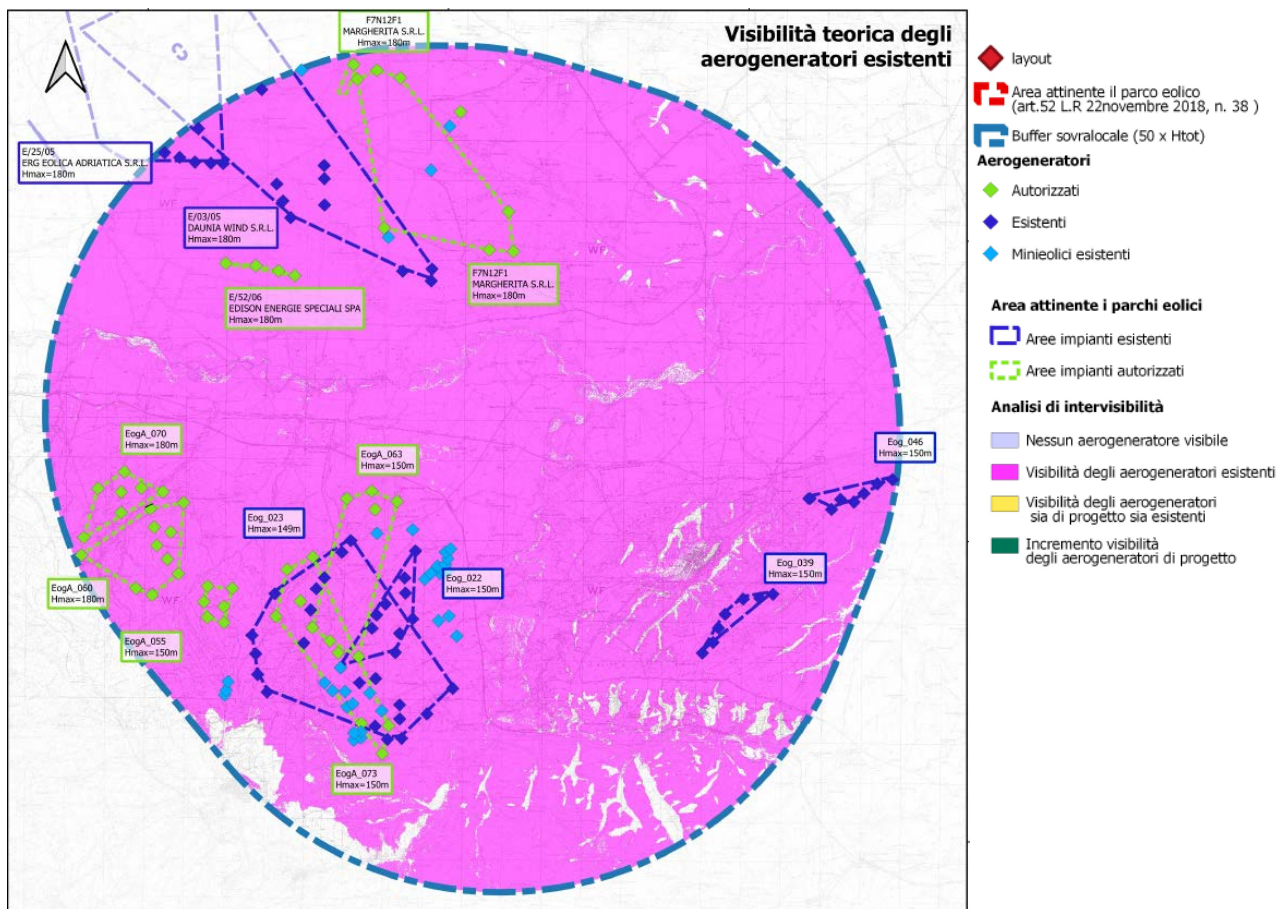 Visibilità teorica degli
aerogeneratori esistenti
F7N12F1
MARGHERITA S.R.L.
Hmax=180m
E/25/05
ERG EOLICA ADRIATICA S.R.L.
Hmax=180m
E/03/05
DAUNIA WIND S.R.L.
Hmax=180m
E/52/06
EDISON ENERGIE SPECIALI SPA
Hmax=180m
F7N12F1
MARGHERITA S.R.L.
Hmax=180m
WF
WF
EogA_070
Hmax=180m
EogA_063
Hmax=150m
Eog_046
Hmax=150m
Eog_023
Hmax=149m
Eog_022
Hmax=150m
Eog_039
Hmax=150m
EogA_060
Hmax=180m
WF
WF
EogA_055
Hmax=150m
EogA_073
Hmax=150m
layout
Area attinente il parco eolico
(art.52 L.R 22novembre 2018, n. 38 )
Buffer sovralocale (50 x Htot)
Aerogeneratori
Autorizzati
Esistenti
Minieolici esistenti
Area attinente i parchi eolici
Aree impianti esistenti
Aree impianti autorizzati
Analisi di intervisibilità
Nessun aerogeneratore visibile
Visibilità degli aerogeneratori esistenti
Visibilità degli aerogeneratori
sia di progetto sia esistenti
Incremento visibilità
degli aerogeneratori di progetto